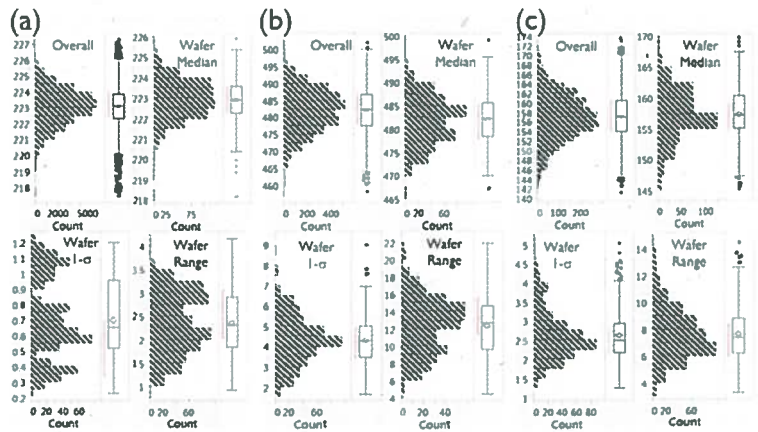 (a)
Overall
227
226
225
224
223
222
221
220
219
218
0 2000 5000
Count
Wafer
Median
226
225
224
223
222
221
220
219
218
0 25 75
Count
Wafer
1-σ
1.2
1.1
1.0
0.9
0.8
0.7
0.6
0.5
0.4
0.3
0.2
0 20 40 60
Count
Wafer
Range
4
3
2
1
0 60
Count
(b)
Overall
500
495
490
485
480
475
470
465
460
0 200 400
Count
Wafer
Median
500
495
490
485
480
475
470
465
0 20 60
Count
Wafer
1-σ
9
8
7
6
5
4
3
2
0 60
Count
Wafer
Range
22
20
18
16
14
12
10
8
6
4
0 20 40
Count
(c)
Overall
174
172
170
168
166
164
162
160
158
156
154
152
150
148
146
144
142
140
0 100 200
Count
Wafer
Median
170
165
160
155
150
145
0 50 100
Count
Wafer
1-σ
5
4.5
4
3.5
3
2.5
2
1.5
1
0 20 40 60 80
Count
Wafer
Range
14
12
10
8
6
4
0 60
Count